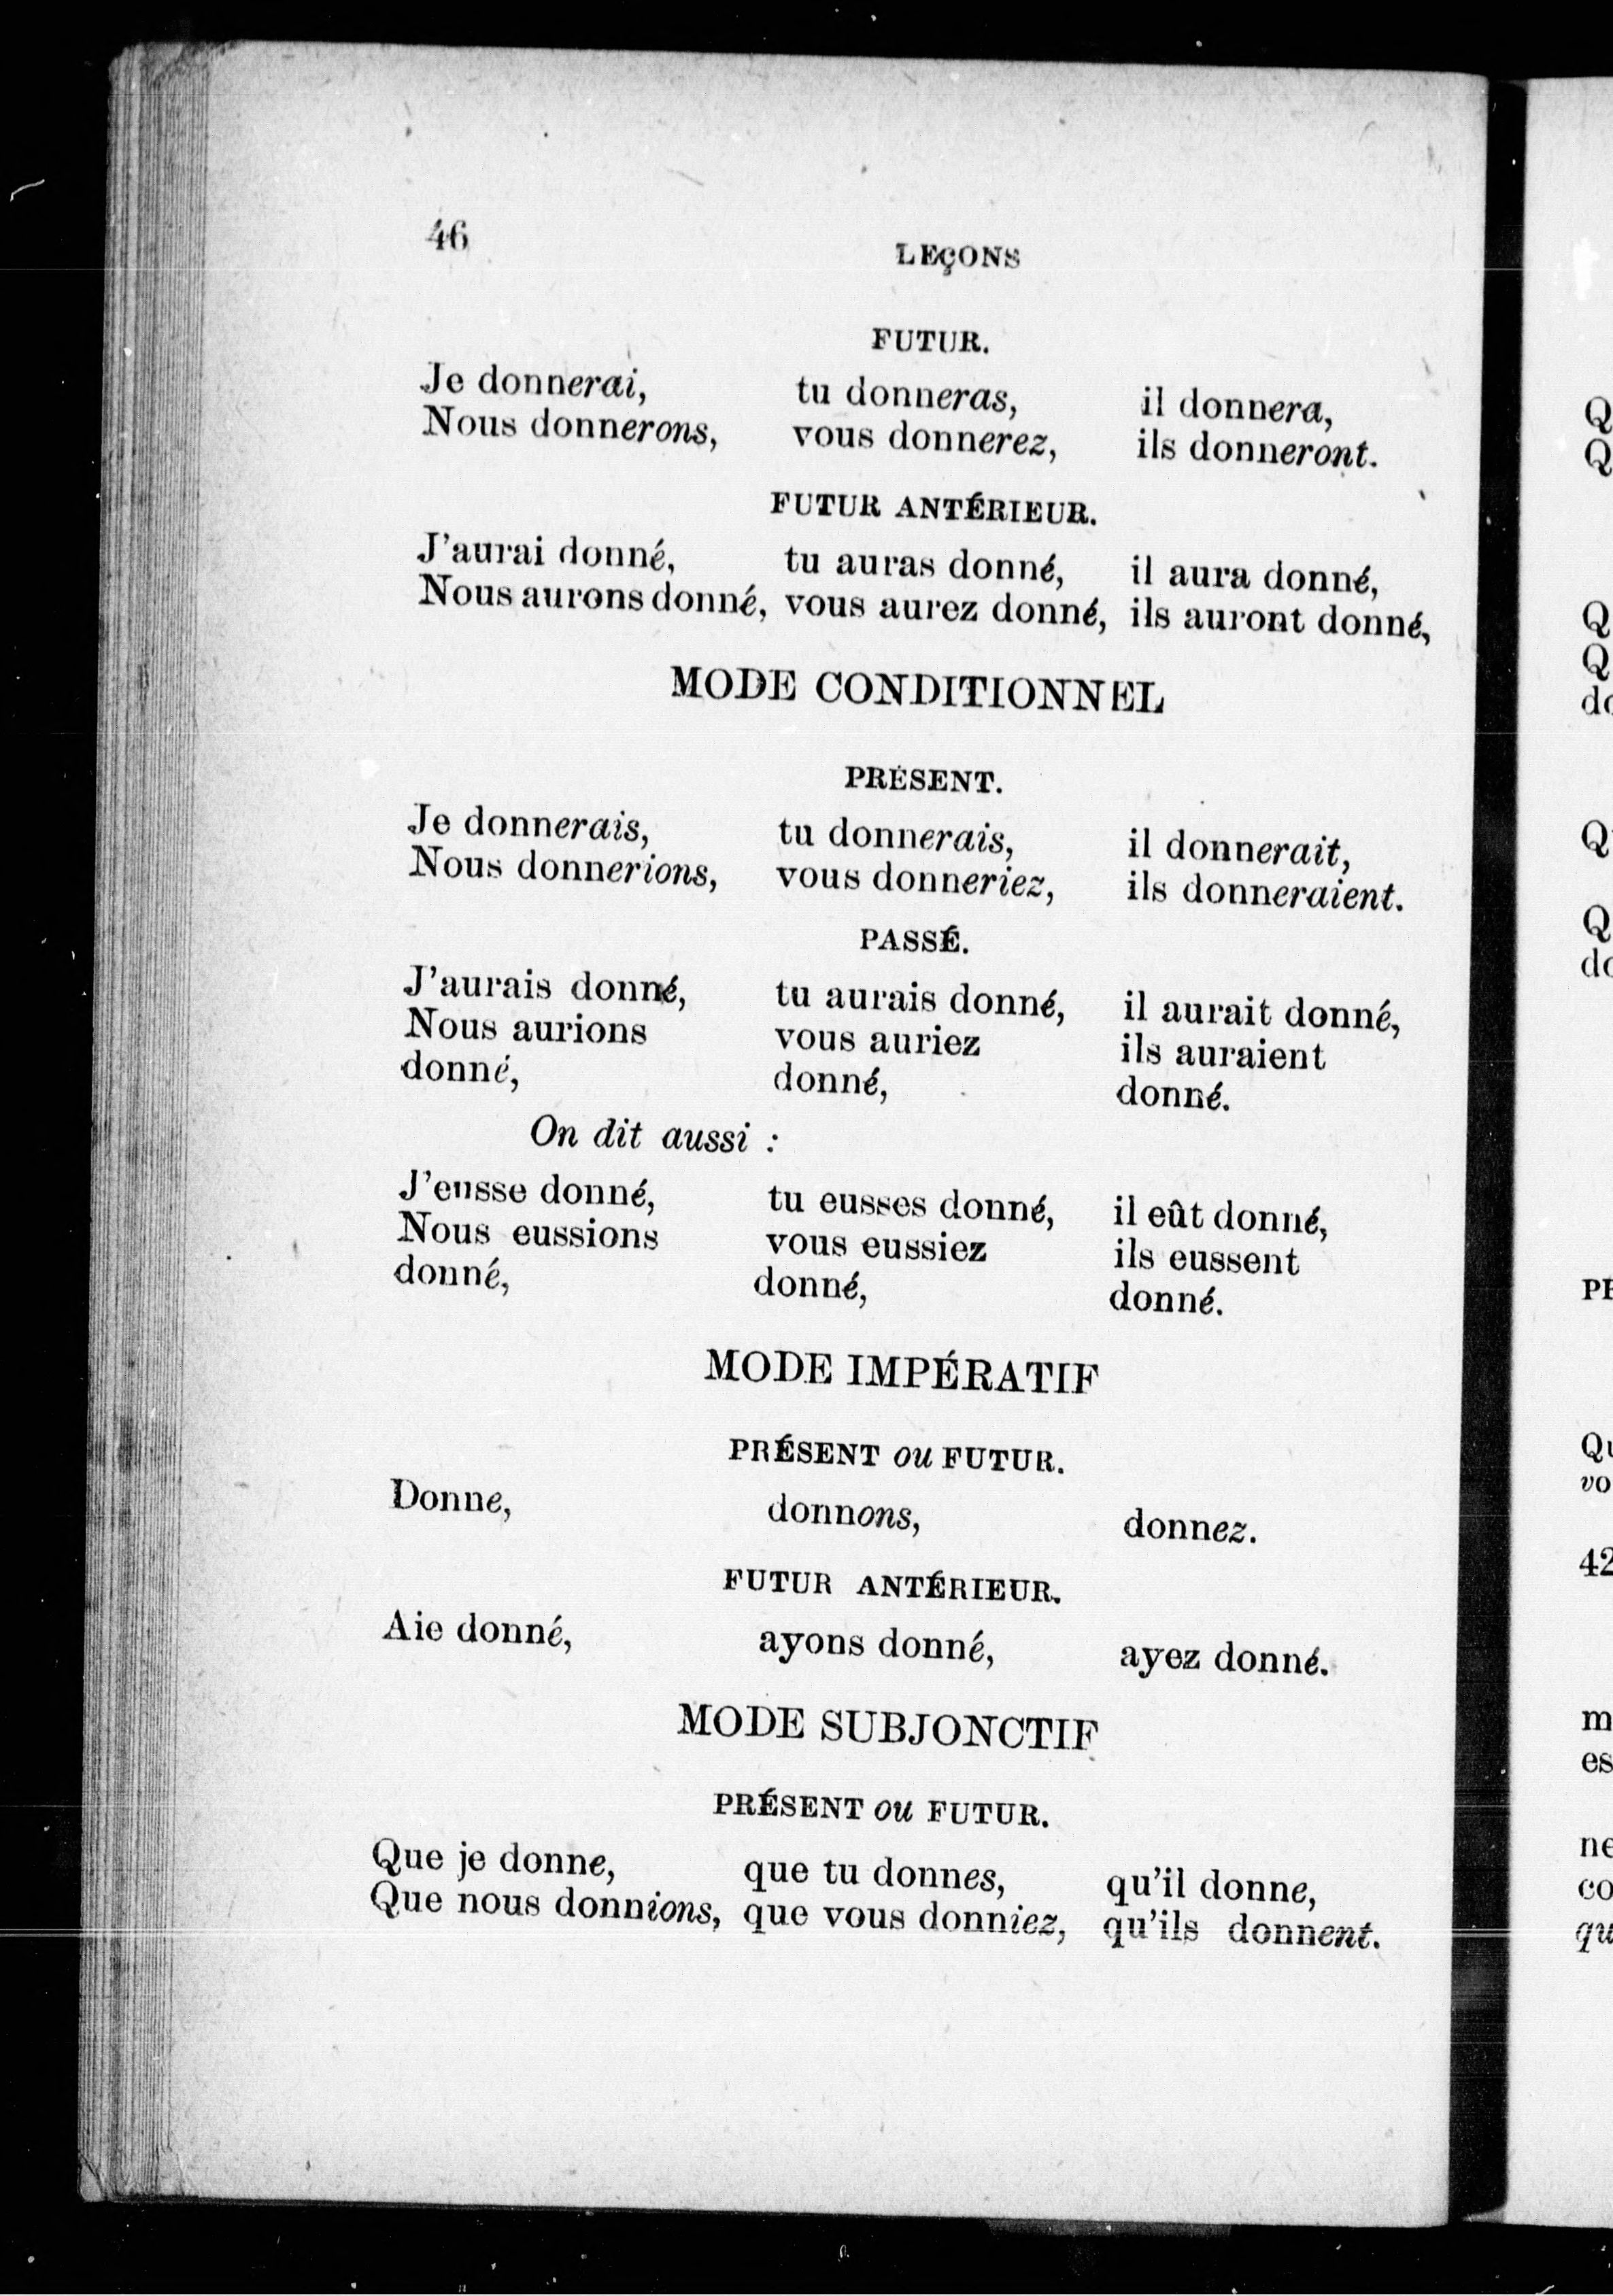 46
LEÇONS
FUTUR.
Je donnerai, tu donneras, il donnera,
Nous donnerons, vous donnerez, ils donneront.
FUTUR ANTÉRIEUR.
J'aurai donné, tu auras donné, il aura donné,
Nous aurons donné, vous aurez donné, ils auront donné,
MODE CONDITIONNEL
PRÉSENT.
Je donnerais, tu donnerais, il donnerait,
Nous donnerions, vous donneriez, ils donneraient.
PASSÉ.
J'aurais donné, tu aurais donné, il aurait donné,
Nous aurions vous auriez ils auraient
donné, donné, donné.
On dit aussi :
J'eusse donné, tu eusses donné, il eût donné,
Nous eussions vous eussiez ils eussent
donné, donné, donné.
MODE IMPÉRATIF
PRÉSENT ou FUTUR.
Donne, donnons, donnez.
FUTUR ANTÉRIEUR.
Aie donné, ayons donné, ayez donné.
MODE SUBJONCTIF
PRÉSENT ou FUTUR.
Que je donne, que tu donnes, qu'il donne,
Que nous donnions, que vous donniez, qu'ils donnent.